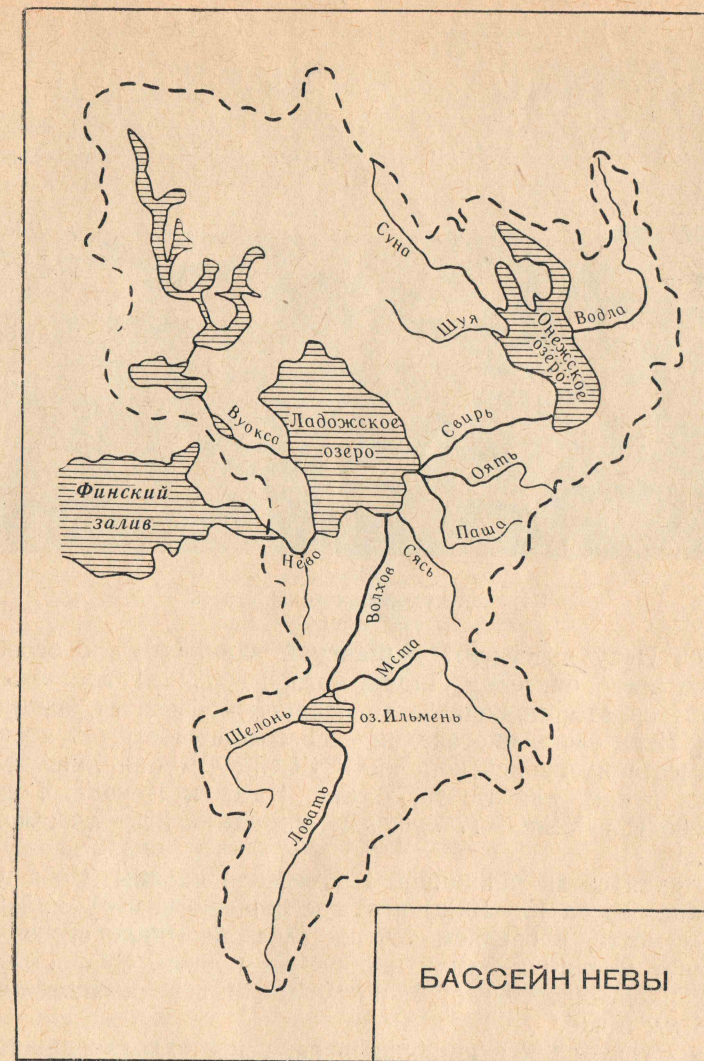 Суна
Шуя
Онежское
озеро
Водла
Вуокса
Ладожское
озеро
Свирь
Оять
Паша
Финский
залив
Нево
Сясь
Волхов
Мста
Шелонь
оз.Ильмень
Ловать
БАССЕЙН НЕВЫ